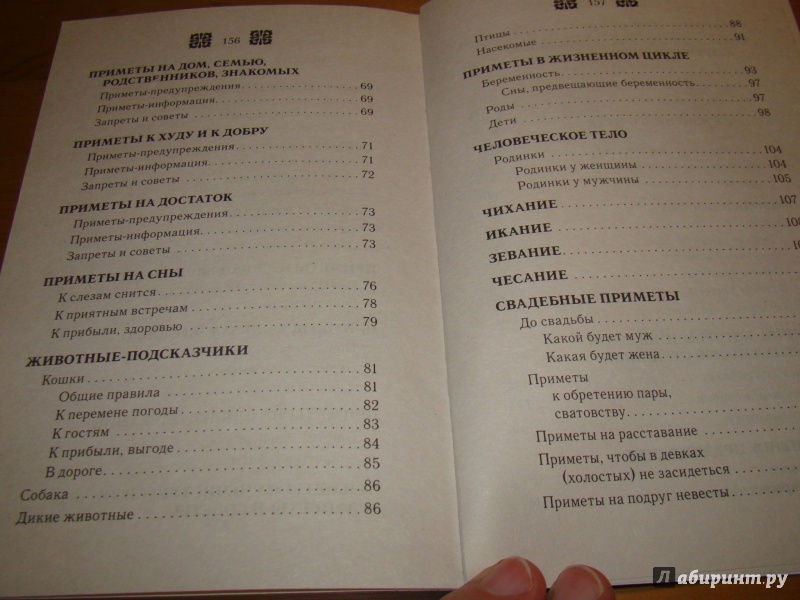 156
ПРИМЕТЫ НА ДОМ, СЕМЬЮ,
РОДСТВЕННИКОВ, ЗНАКОМЫХ
Приметы-предупреждения 69
Приметы-информация 69
Запреты и советы 69
ПРИМЕТЫ К ХУДУ И К ДОБРУ
Приметы-предупреждения 71
Приметы-информация 71
Запреты и советы 72
ПРИМЕТЫ НА ДОСТАТОК
Приметы-предупреждения 73
Приметы-информация 73
Запреты и советы 73
ПРИМЕТЫ НА СНЫ
К слезам снится 76
К приятным встречам 78
К прибыли, здоровью 79
ЖИВОТНЫЕ-ПОДСКАЗЧИКИ
Кошки 81
Общие правила 81
К перемене погоды 82
К гостям 83
К прибыли, выгоде 84
В дороге 85
Собака 86
Дикие животные 86
157
Птицы 88
Насекомые 91
ПРИМЕТЫ В ЖИЗНЕННОМ ЦИКЛЕ
Беременность 93
Сны, предвещающие беременность 97
Роды 97
Дети 98
ЧЕЛОВЕЧЕСКОЕ ТЕЛО
Родинки 104
Родинки у женщины 104
Родинки у мужчины 105
ЧИХАНИЕ 107
ИКАНИЕ
ЗЕВАНИЕ
ЧЕСАНИЕ
СВАДЕБНЫЕ ПРИМЕТЫ
До свадьбы
Какой будет муж
Какая будет жена
Приметы
к обретению пары,
сватовству
Приметы на расставание
Приметы, чтобы в девках
(холостых) не засидеться
Приметы на подруг невесты
Лабиринт.ру